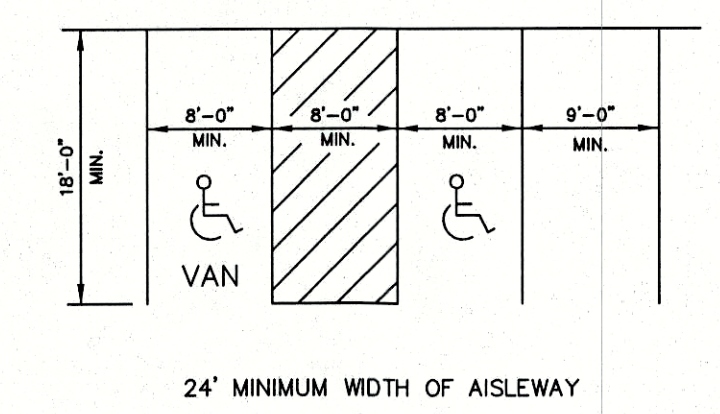 8'-0" 8'-0" 8'-0" 9'-0"
MIN. MIN. MIN. MIN.
18'-0"
MIN.
VAN
24' MINIMUM WIDTH OF AISLEWAY